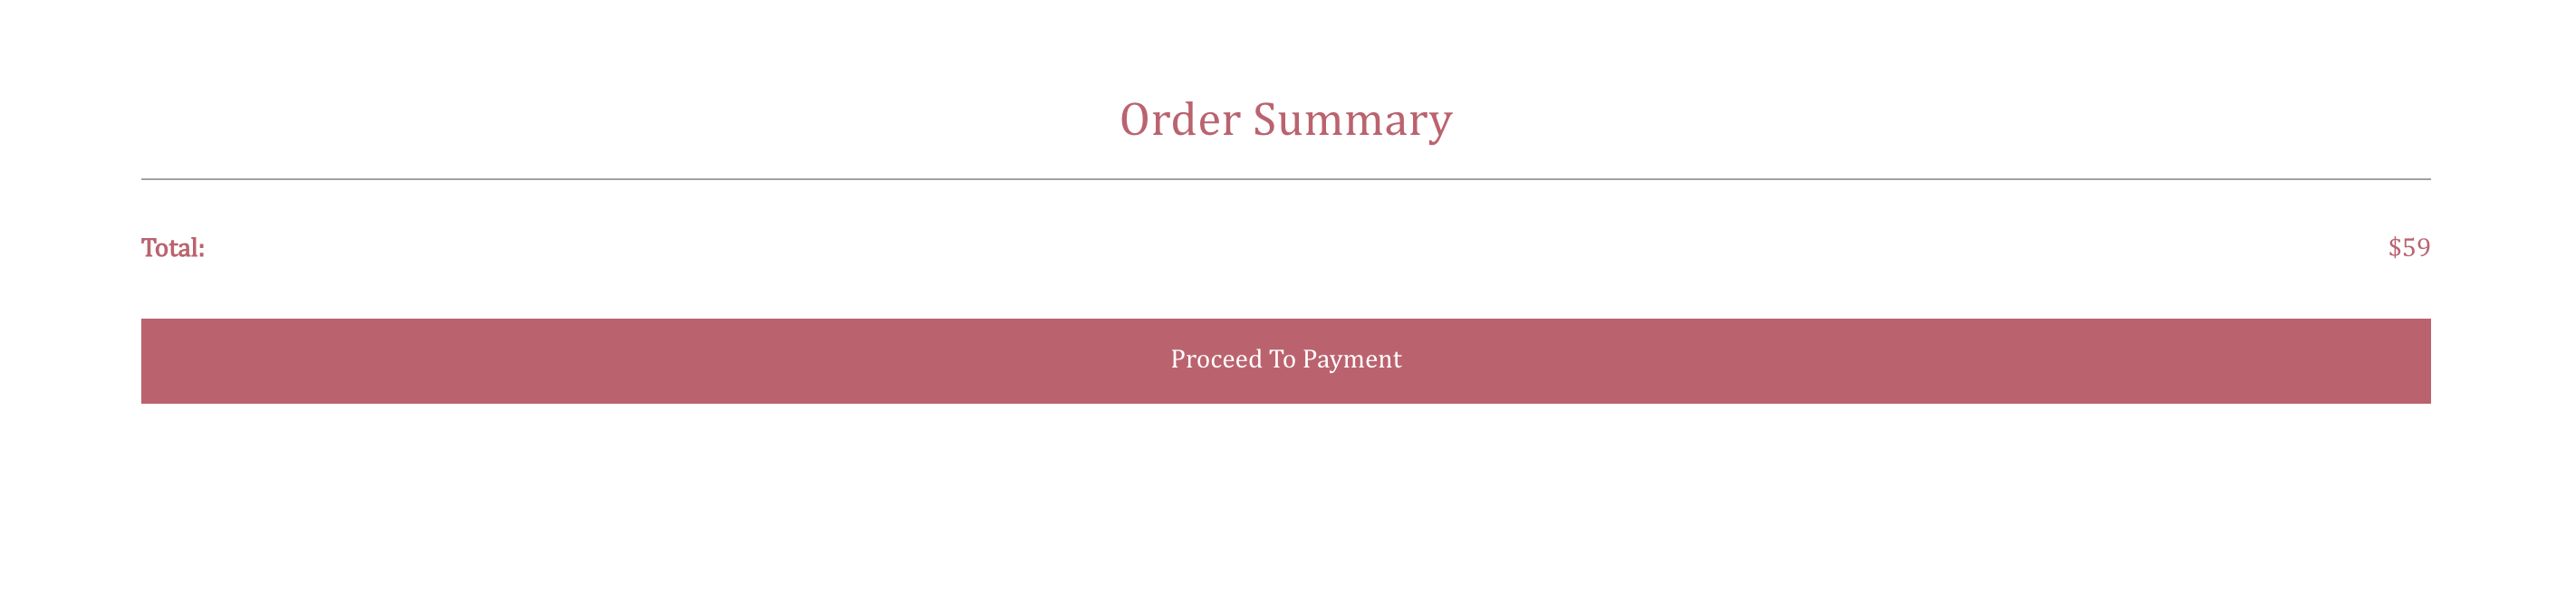 Order Summary
Total: $59
Proceed To Payment